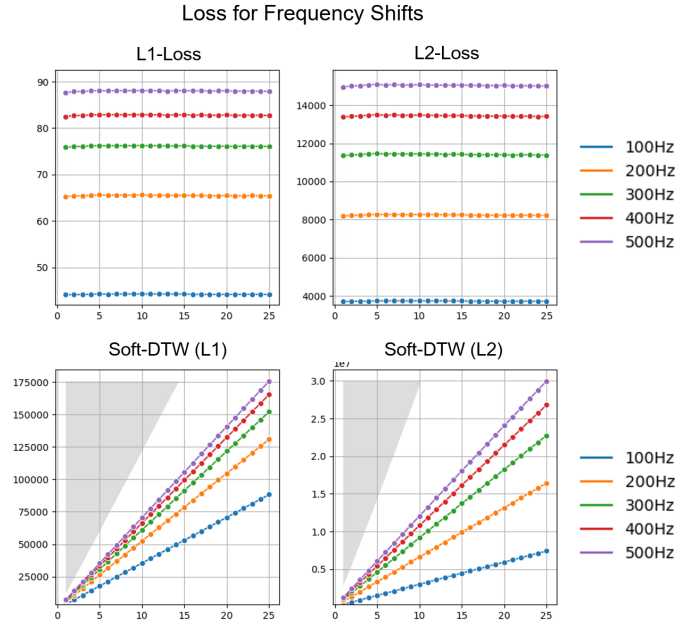 Loss for Frequency Shifts
L1-Loss
L2-Loss
90
80
70
60
50
0 5 10 15 20 25
14000
12000
10000
8000
6000
4000
0 5 10 15 20 25
100Hz
200Hz
300Hz
400Hz
500Hz
Soft-DTW (L1)
Soft-DTW (L2)
175000
150000
125000
100000
75000
50000
25000
0 5 10 15 20 25
1e7
3.0
2.5
2.0
1.5
1.0
0.5
0 5 10 15 20 25
100Hz
200Hz
300Hz
400Hz
500Hz